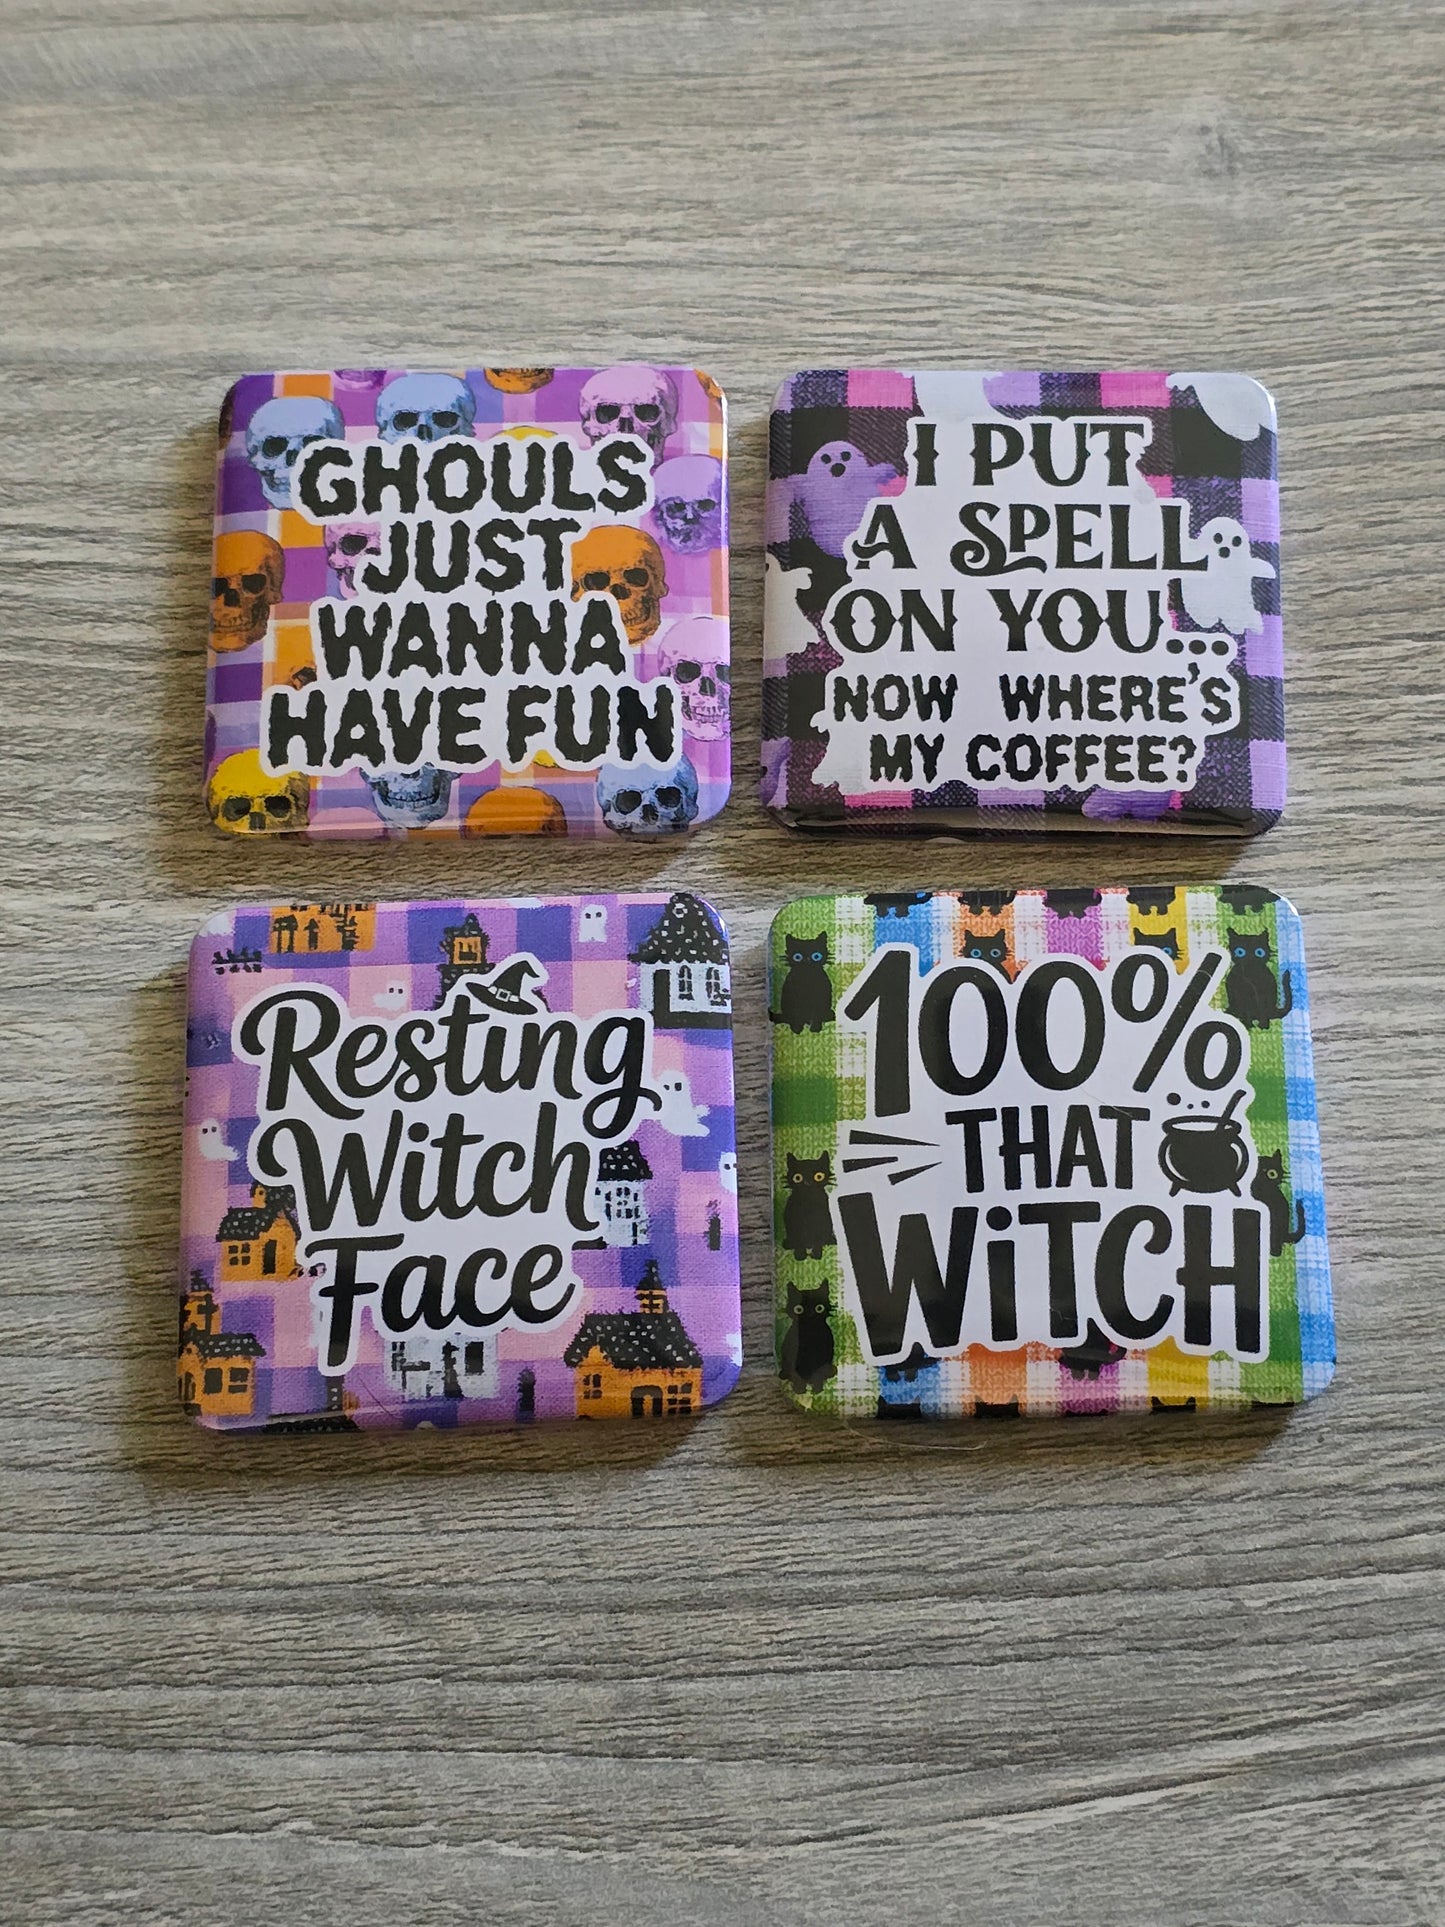 GHOULS
JUST
WANNA
HAVE FUN
I PUT
A SPELL
ON YOU...
NOW WHERE'S
MY COFFEE?
Resting
Witch
Face
100%
THAT
WiTCH